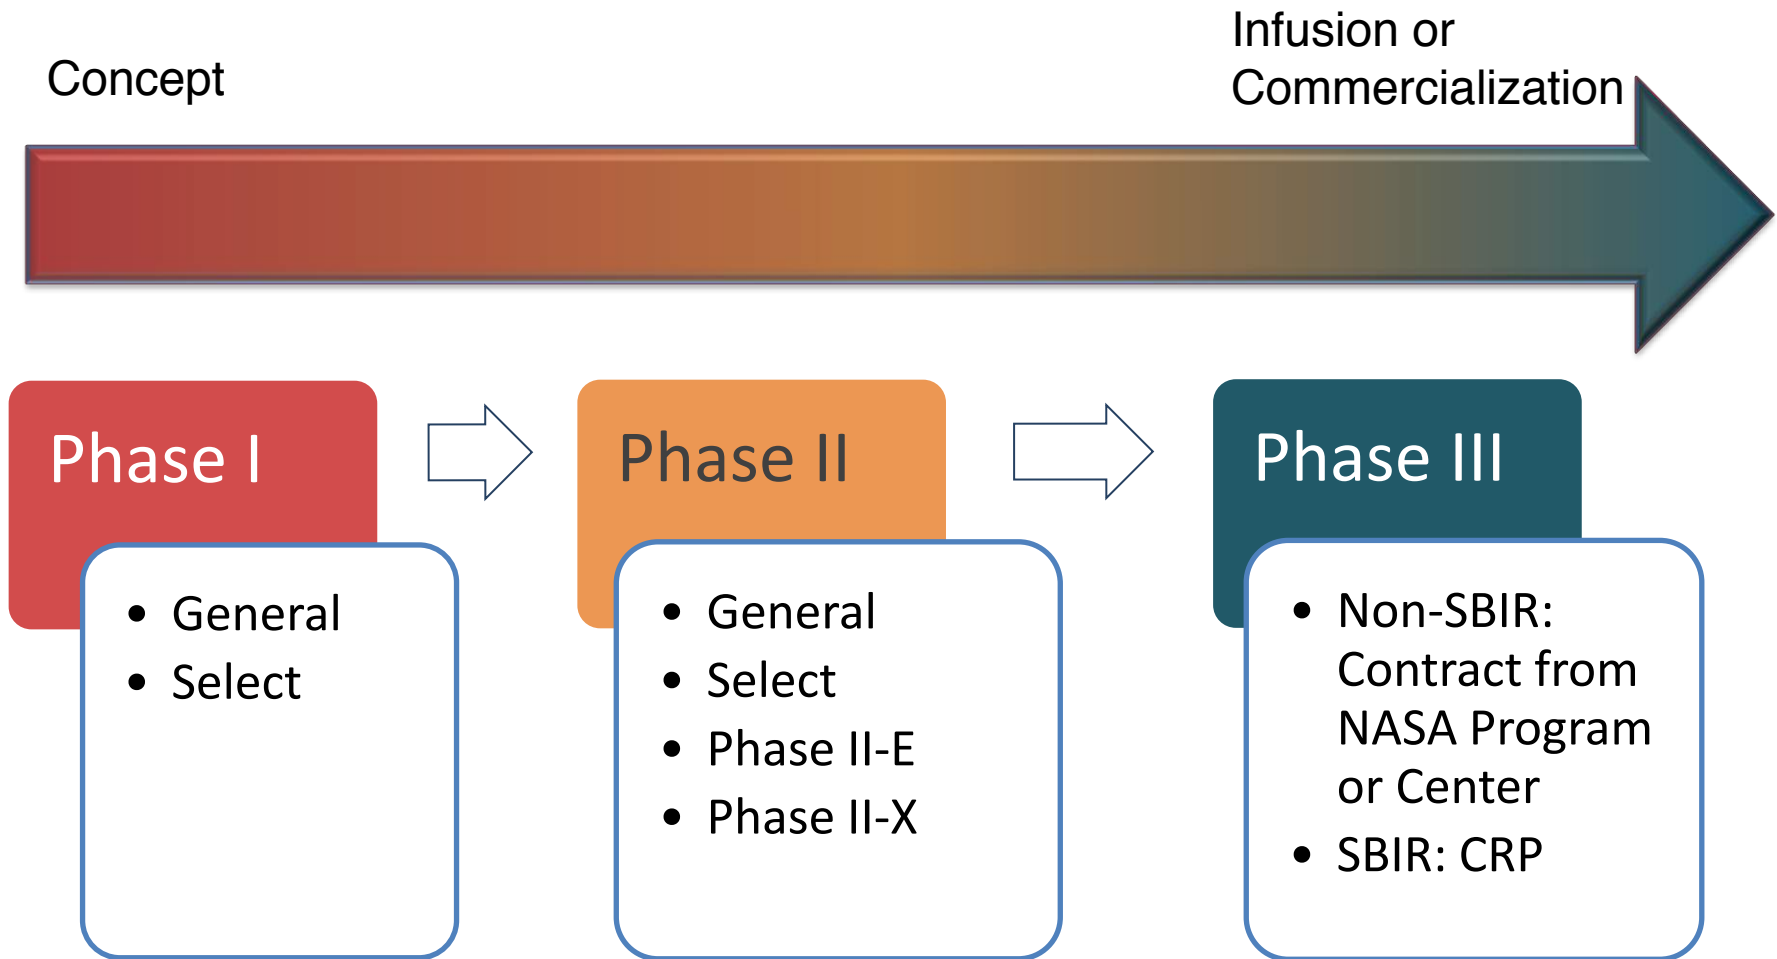 Concept
Infusion or
Commercialization
Phase I
Phase II
Phase III
• General
• Select
• General
• Select
• Phase II-E
• Phase II-X
• Non-SBIR:
Contract from
NASA Program
or Center
• SBIR: CRP